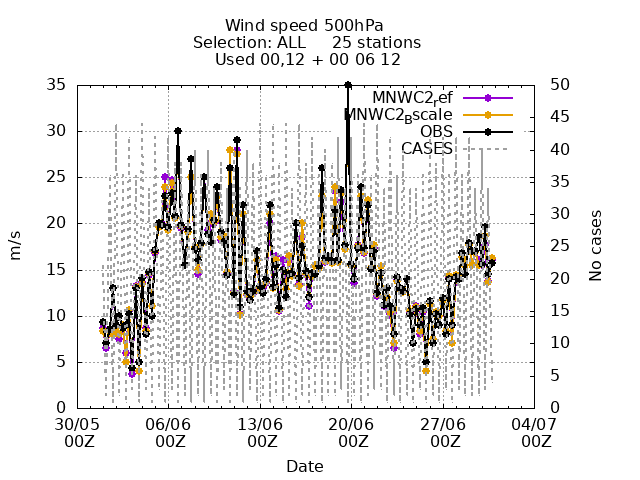 Wind speed 500hPa
Selection: ALL 25 stations
Used 00,12 + 00 06 12
MNWC2ref
MNWC2Bscale
OBS
CASES
35
30
25
20
15
10
5
0
50
45
40
35
30
25
20
15
10
5
0
m/s
No cases
30/05 06/06 13/06 20/06 27/06 04/07
00Z 00Z 00Z 00Z 00Z 00Z
Date